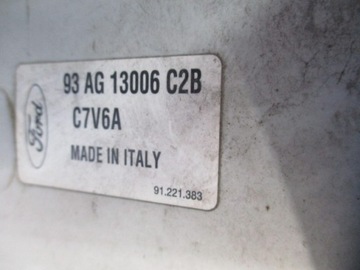 Ford
93 AG 13006 C2B
C7V6A
MADE IN ITALY
91.221.383